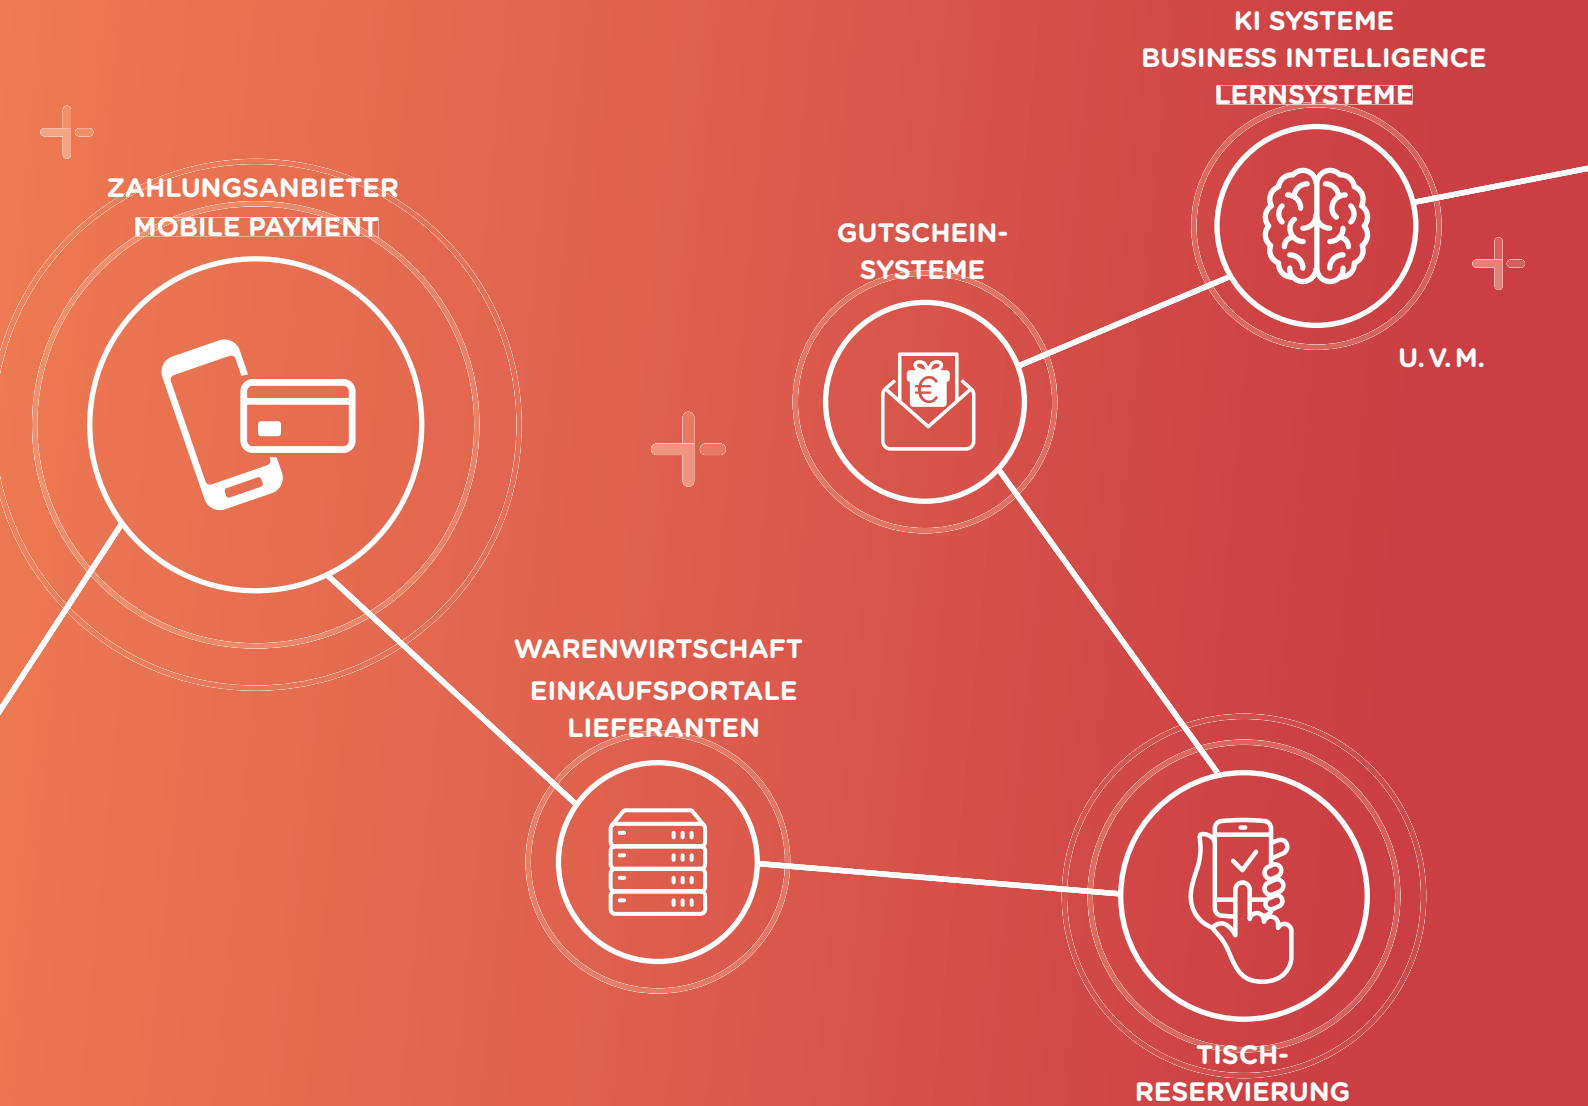 KI SYSTEME
BUSINESS INTELLIGENCE
LERNSYSTEME
ZAHLUNGSANBIETER
MOBILE PAYMENT
GUTSCHEIN-
SYSTEME
€
U. V. M.
WARENWIRTSCHAFT
EINKAUFSPORTALE
LIEFERANTEN
TISCH-
RESERVIERUNG